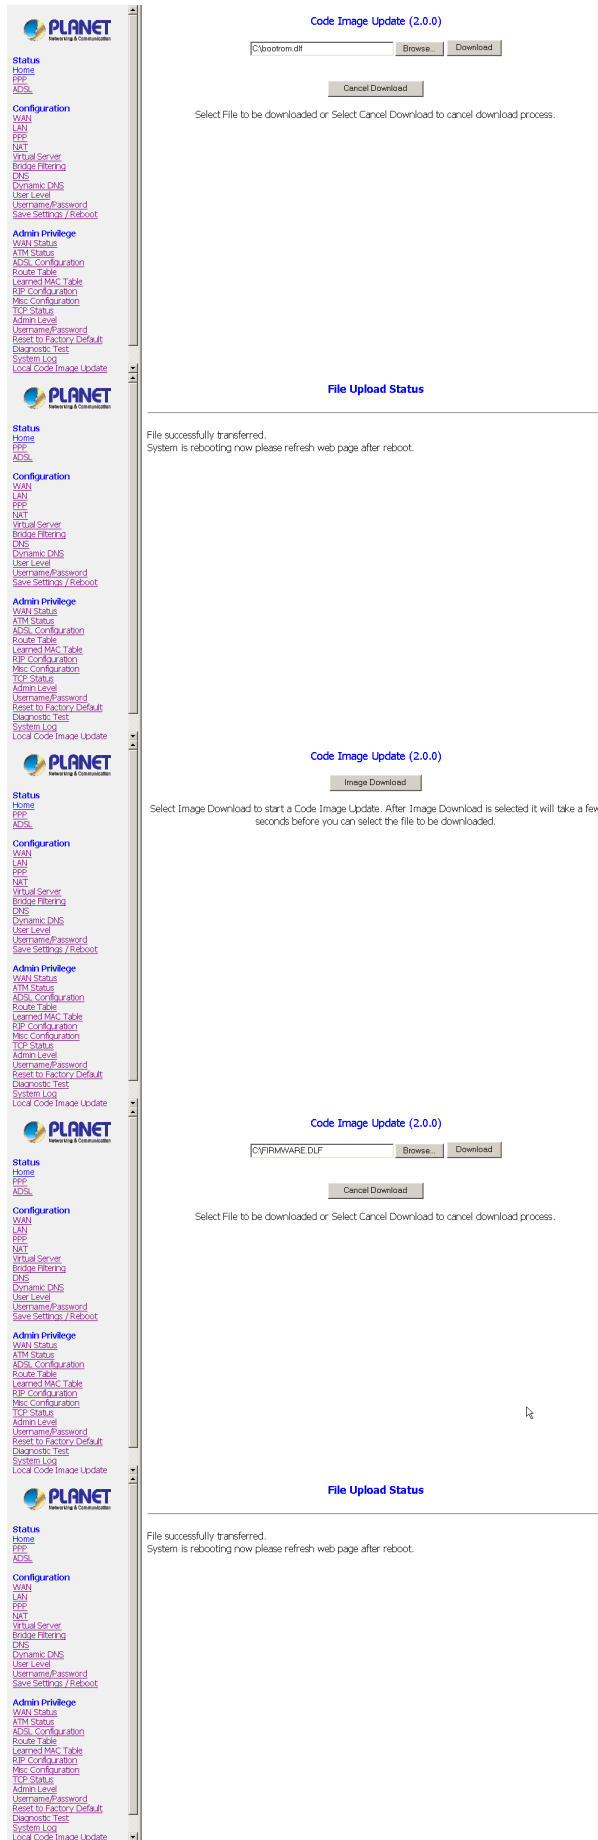 PLANET
Networking & Communication
Status
Home
PPP
ADSL
Configuration
WAN
LAN
PPP
NAT
Virtual Server
Bridge Filtering
DNS
Dynamic DNS
User Level
Username/Password
Save Settings / Reboot
Admin Privilege
WAN Status
ATM Status
ADSL Configuration
Route Table
Learned MAC Table
RIP Configuration
Misc Configuration
TCP Status
Admin Level
Username/Password
Reset to Factory Default
Diagnostic Test
System Log
Local Code Image Update
Code Image Update (2.0.0)
C:\bootrom.dlf Browse... Download
Cancel Download
Select File to be downloaded or Select Cancel Download to cancel download process.
PLANET
Networking & Communication
Status
Home
PPP
ADSL
Configuration
WAN
LAN
PPP
NAT
Virtual Server
Bridge Filtering
DNS
Dynamic DNS
User Level
Username/Password
Save Settings / Reboot
Admin Privilege
WAN Status
ATM Status
ADSL Configuration
Route Table
Learned MAC Table
RIP Configuration
Misc Configuration
TCP Status
Admin Level
Username/Password
Reset to Factory Default
Diagnostic Test
System Log
Local Code Image Update
File Upload Status
File successfully transferred.
System is rebooting now please refresh web page after reboot.
PLANET
Networking & Communication
Status
Home
PPP
ADSL
Configuration
WAN
LAN
PPP
NAT
Virtual Server
Bridge Filtering
DNS
Dynamic DNS
User Level
Username/Password
Save Settings / Reboot
Admin Privilege
WAN Status
ATM Status
ADSL Configuration
Route Table
Learned MAC Table
RIP Configuration
Misc Configuration
TCP Status
Admin Level
Username/Password
Reset to Factory Default
Diagnostic Test
System Log
Local Code Image Update
Code Image Update (2.0.0)
Image Download
Select Image Download to start a Code Image Update. After Image Download is selected it will take a few
seconds before you can select the file to be downloaded.
PLANET
Networking & Communication
Status
Home
PPP
ADSL
Configuration
WAN
LAN
PPP
NAT
Virtual Server
Bridge Filtering
DNS
Dynamic DNS
User Level
Username/Password
Save Settings / Reboot
Admin Privilege
WAN Status
ATM Status
ADSL Configuration
Route Table
Learned MAC Table
RIP Configuration
Misc Configuration
TCP Status
Admin Level
Username/Password
Reset to Factory Default
Diagnostic Test
System Log
Local Code Image Update
Code Image Update (2.0.0)
C:\FIRMWARE.DLF Browse... Download
Cancel Download
Select File to be downloaded or Select Cancel Download to cancel download process.
PLANET
Networking & Communication
Status
Home
PPP
ADSL
Configuration
WAN
LAN
PPP
NAT
Virtual Server
Bridge Filtering
DNS
Dynamic DNS
User Level
Username/Password
Save Settings / Reboot
Admin Privilege
WAN Status
ATM Status
ADSL Configuration
Route Table
Learned MAC Table
RIP Configuration
Misc Configuration
TCP Status
Admin Level
Username/Password
Reset to Factory Default
Diagnostic Test
System Log
Local Code Image Update
File Upload Status
File successfully transferred.
System is rebooting now please refresh web page after reboot.